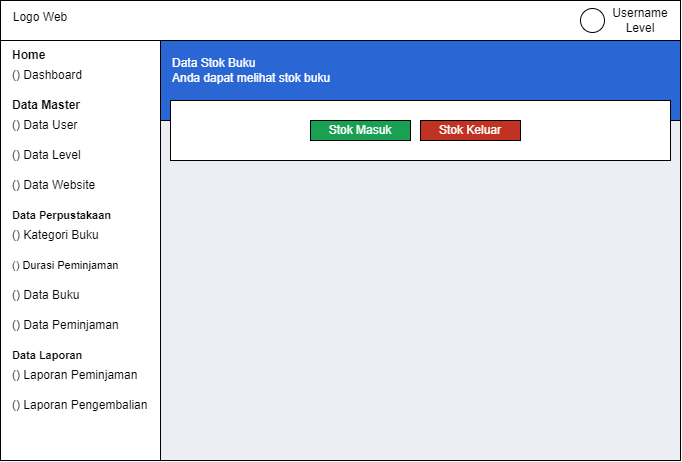 Logo Web
Username
Level
Home
() Dashboard
Data Master
() Data User
() Data Level
() Data Website
Data Perpustakaan
() Kategori Buku
() Durasi Peminjaman
() Data Buku
() Data Peminjaman
Data Laporan
() Laporan Peminjaman
() Laporan Pengembalian
Data Stok Buku
Anda dapat melihat stok buku
Stok Masuk
Stok Keluar